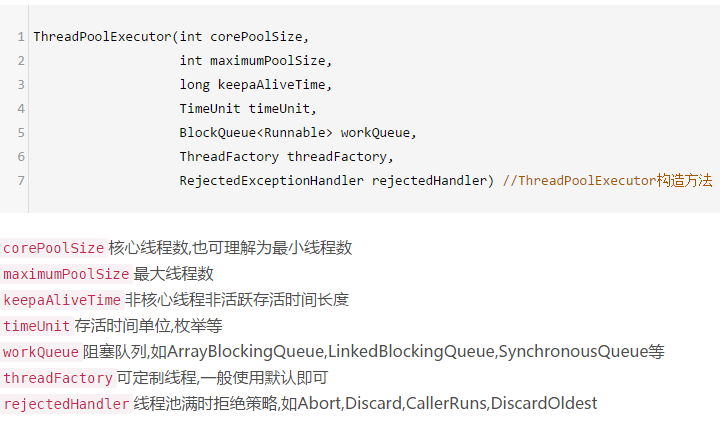 1 ThreadPoolExecutor(int corePoolSize,
2 int maximumPoolSize,
3 long keepaAliveTime,
4 TimeUnit timeUnit,
5 BlockQueue<Runnable> workQueue,
6 ThreadFactory threadFactory,
7 RejectedExceptionHandler rejectedHandler) //ThreadPoolExecutor构造方法
corePoolSize 核心线程数,也可理解为最小线程数
maximumPoolSize 最大线程数
keepaAliveTime 非核心线程非活跃存活时间长度
timeUnit 存活时间单位,枚举等
workQueue 阻塞队列,如ArrayBlockingQueue,LinkedBlockingQueue,SynchronousQueue等
threadFactory 可定制线程,一般使用默认即可
rejectedHandler 线程池满时拒绝策略,如Abort,Discard,CallerRuns,DiscardOldest